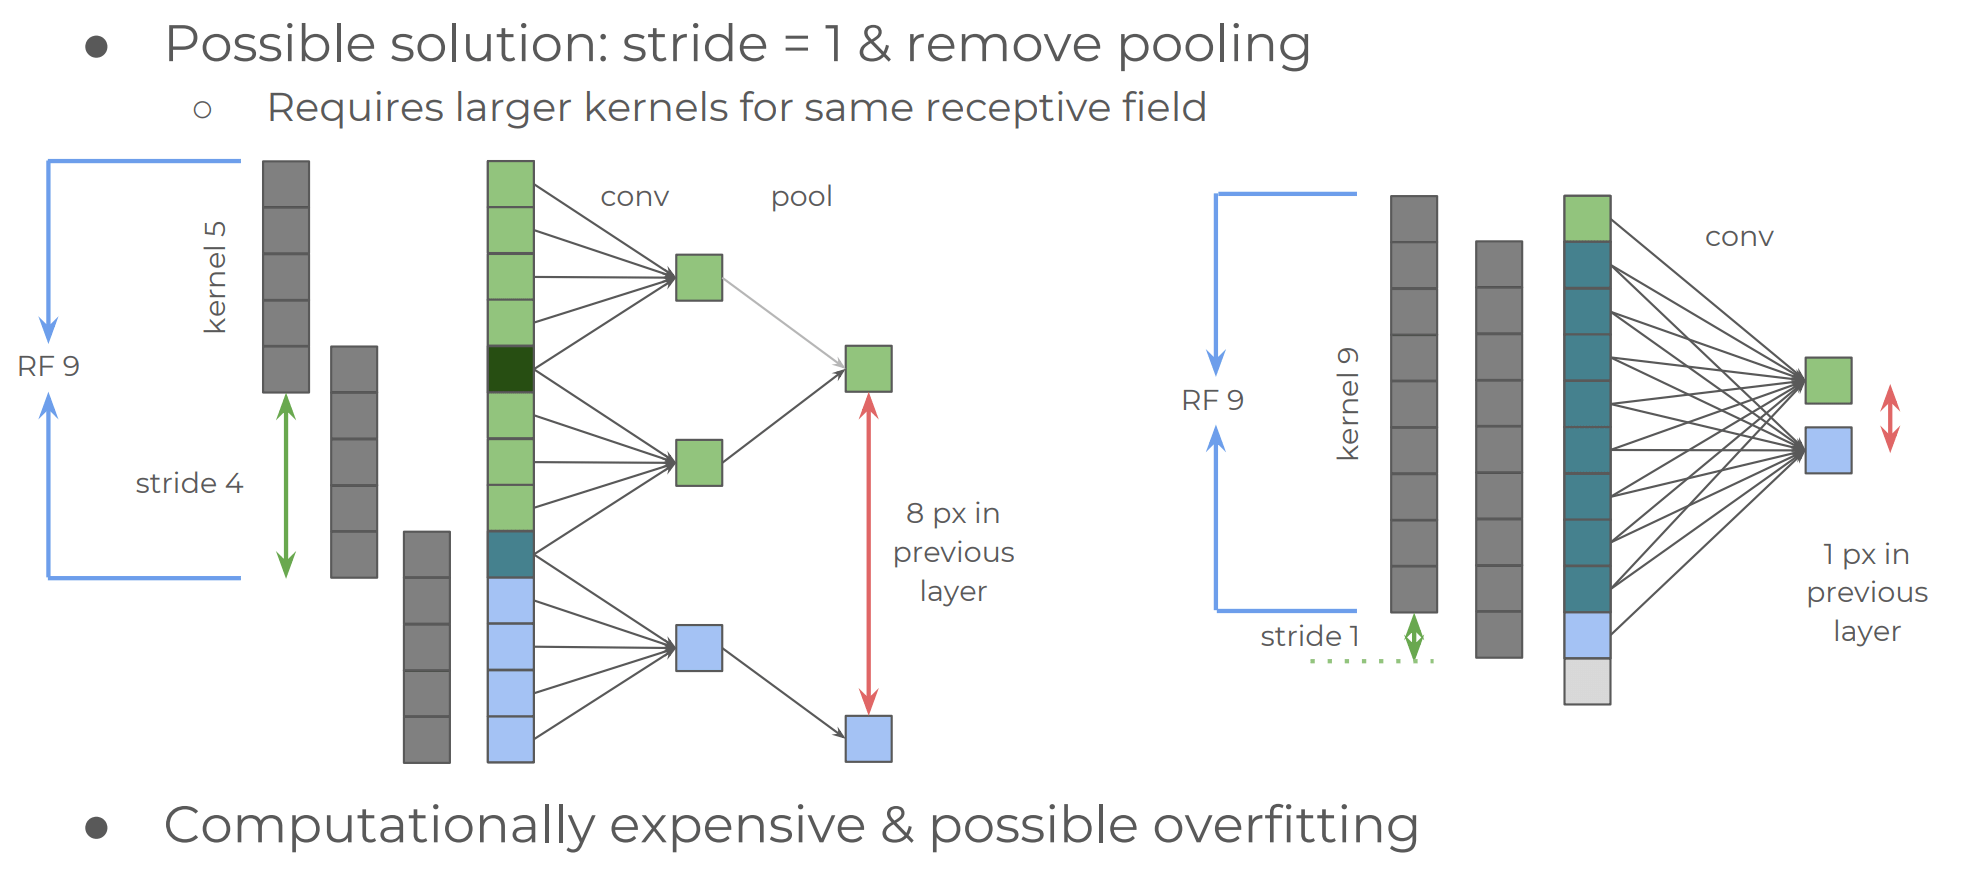 ● Possible solution: stride = 1 & remove pooling
○ Requires larger kernels for same receptive field
conv
pool
kernel 5
RF 9
stride 4
8 px in
previous
layer
conv
kernel 9
RF 9
stride 1
1 px in
previous
layer
● Computationally expensive & possible overfitting